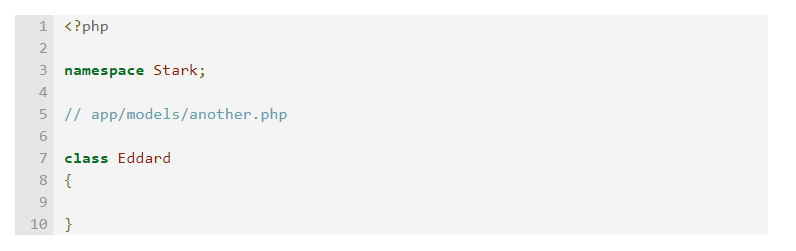 1 <?php
2
3 namespace Stark;
4
5 // app/models/another.php
6
7 class Eddard
8 {
9
10 }